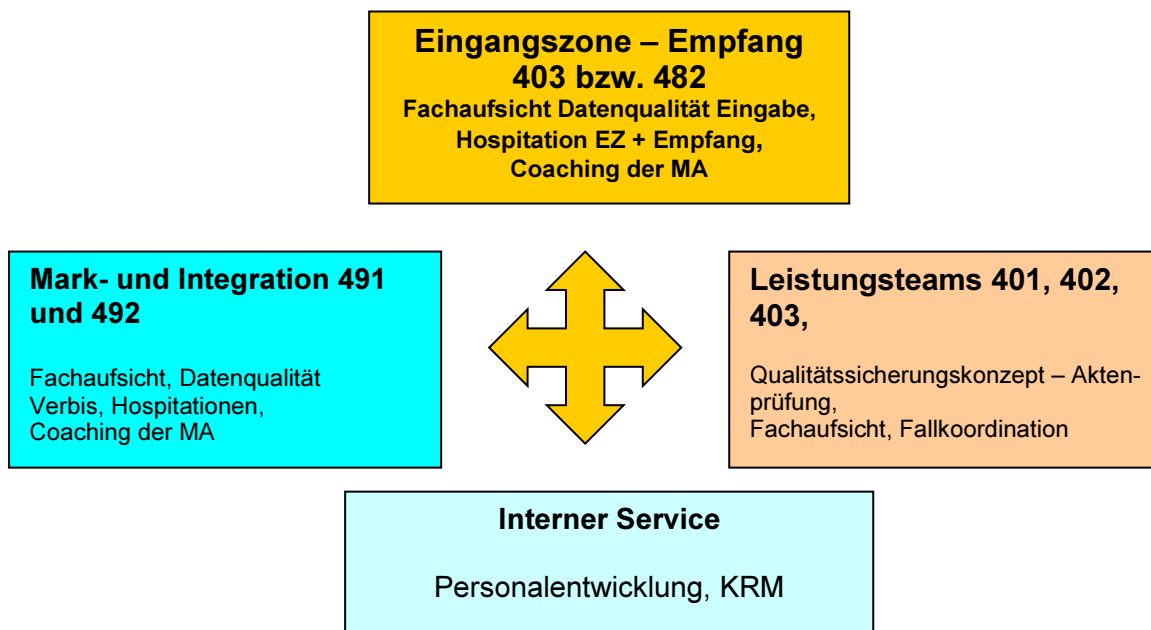 Eingangszone – Empfang
403 bzw. 482
Fachaufsicht Datenqualität Eingabe,
Hospitation EZ + Empfang,
Coaching der MA
Mark- und Integration 491
und 492
Fachaufsicht, Datenqualität
Verbis, Hospitationen,
Coaching der MA
Leistungsteams 401, 402,
403,
Qualitätssicherungskonzept – Akten-
prüfung,
Fachaufsicht, Fallkoordination
Interner Service
Personalentwicklung, KRM